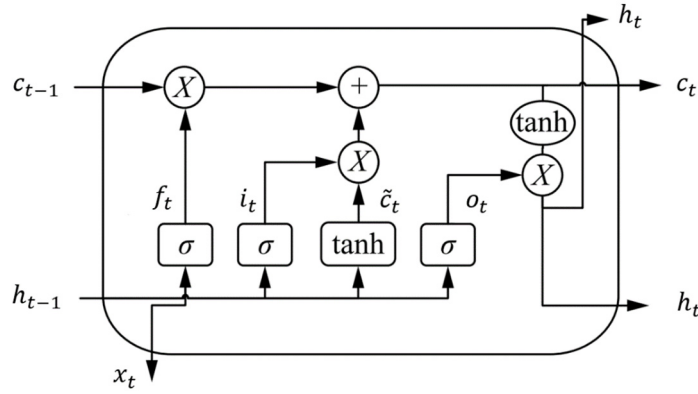 h_t
c_{t-1} X + c_t
tanh
X X
f_t i_t c̃_t o_t
σ σ tanh σ
h_{t-1} h_t
x_t